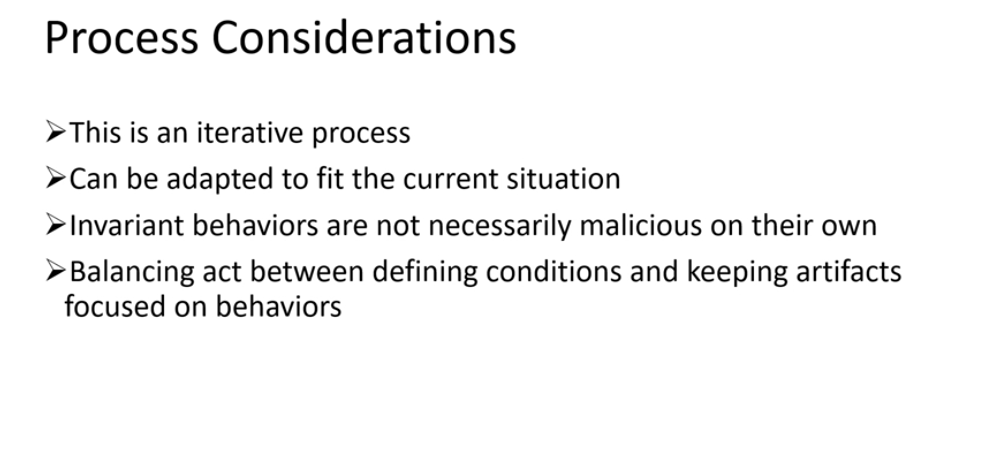 Process Considerations
➢This is an iterative process
➢Can be adapted to fit the current situation
➢Invariant behaviors are not necessarily malicious on their own
➢Balancing act between defining conditions and keeping artifacts
focused on behaviors